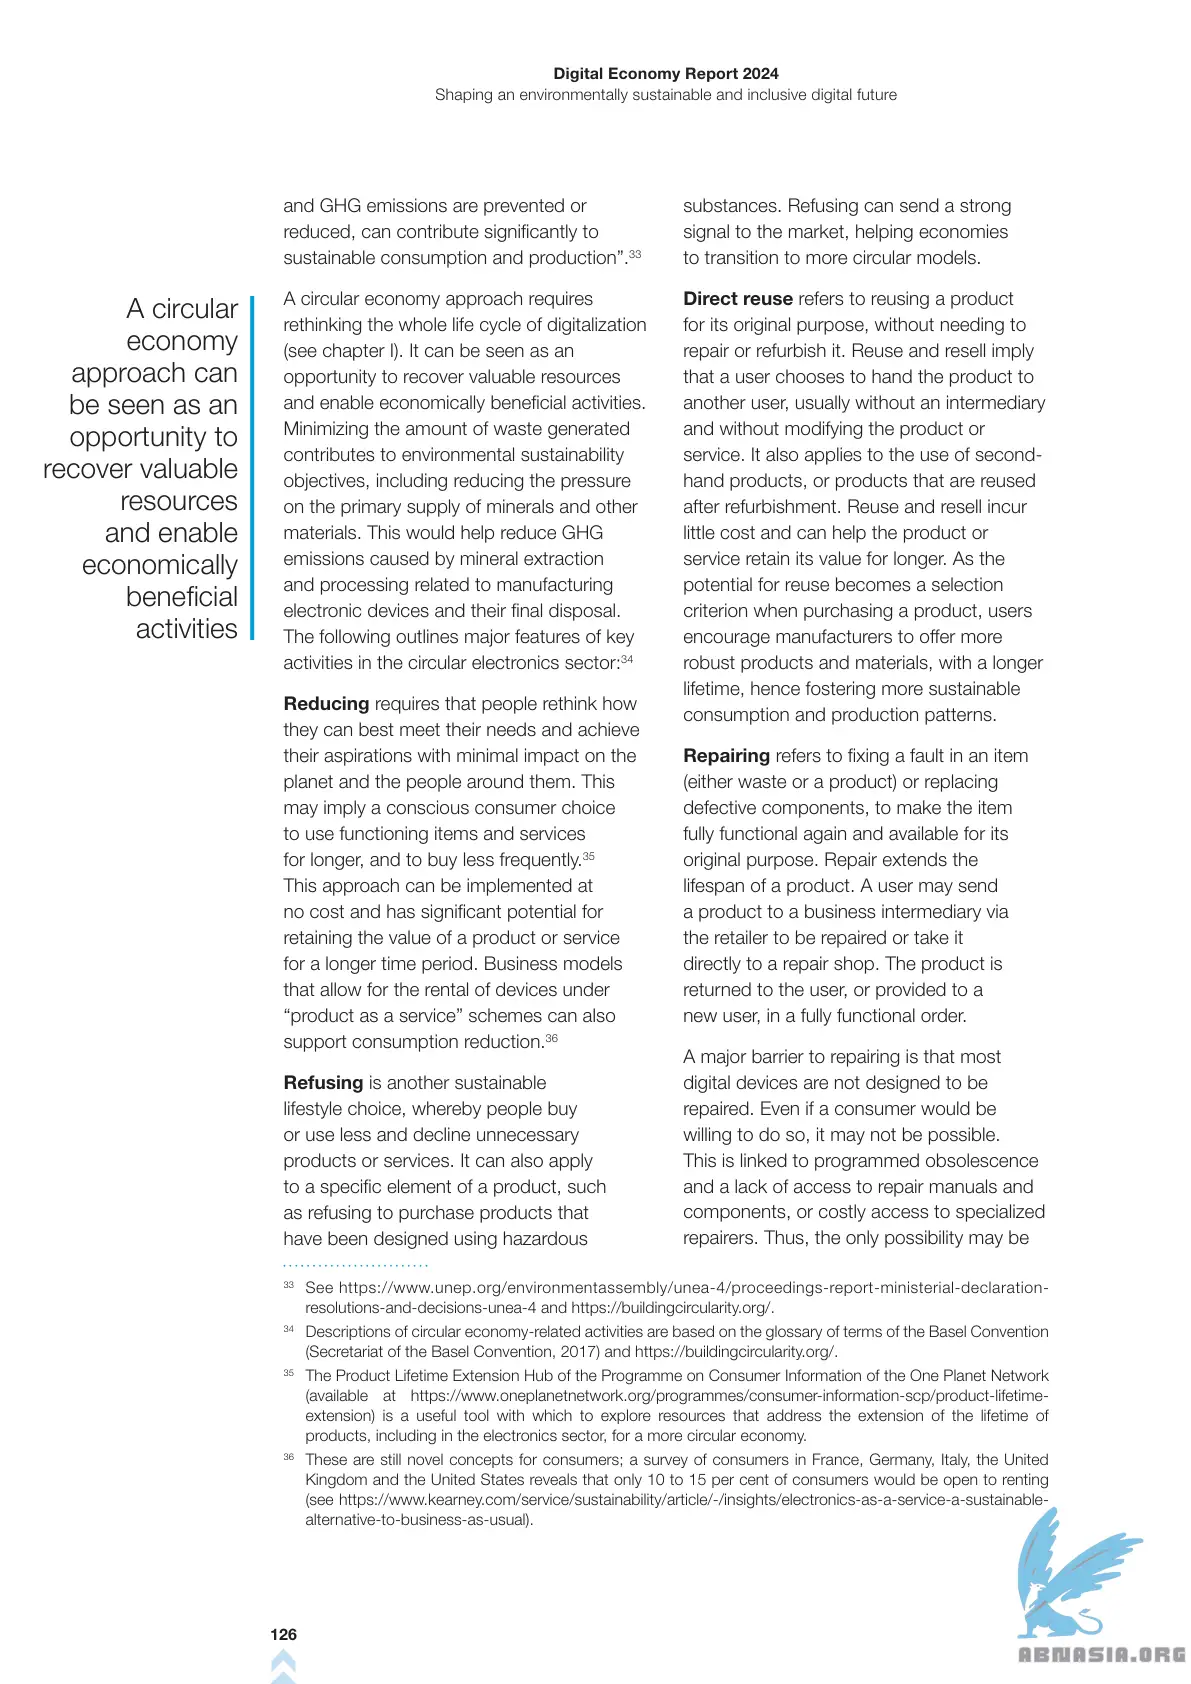 Digital Economy Report 2024
Shaping an environmentally sustainable and inclusive digital future
A circular
economy
approach can
be seen as an
opportunity to
recover valuable
resources
and enable
economically
beneficial
activities
and GHG emissions are prevented or
reduced, can contribute significantly to
sustainable consumption and production”.33
A circular economy approach requires
rethinking the whole life cycle of digitalization
(see chapter I). It can be seen as an
opportunity to recover valuable resources
and enable economically beneficial activities.
Minimizing the amount of waste generated
contributes to environmental sustainability
objectives, including reducing the pressure
on the primary supply of minerals and other
materials. This would help reduce GHG
emissions caused by mineral extraction
and processing related to manufacturing
electronic devices and their final disposal.
The following outlines major features of key
activities in the circular electronics sector:34
Reducing requires that people rethink how
they can best meet their needs and achieve
their aspirations with minimal impact on the
planet and the people around them. This
may imply a conscious consumer choice
to use functioning items and services
for longer, and to buy less frequently.35
This approach can be implemented at
no cost and has significant potential for
retaining the value of a product or service
for a longer time period. Business models
that allow for the rental of devices under
“product as a service” schemes can also
support consumption reduction.36
Refusing is another sustainable
lifestyle choice, whereby people buy
or use less and decline unnecessary
products or services. It can also apply
to a specific element of a product, such
as refusing to purchase products that
have been designed using hazardous
substances. Refusing can send a strong
signal to the market, helping economies
to transition to more circular models.
Direct reuse refers to reusing a product
for its original purpose, without needing to
repair or refurbish it. Reuse and resell imply
that a user chooses to hand the product to
another user, usually without an intermediary
and without modifying the product or
service. It also applies to the use of second-
hand products, or products that are reused
after refurbishment. Reuse and resell incur
little cost and can help the product or
service retain its value for longer. As the
potential for reuse becomes a selection
criterion when purchasing a product, users
encourage manufacturers to offer more
robust products and materials, with a longer
lifetime, hence fostering more sustainable
consumption and production patterns.
Repairing refers to fixing a fault in an item
(either waste or a product) or replacing
defective components, to make the item
fully functional again and available for its
original purpose. Repair extends the
lifespan of a product. A user may send
a product to a business intermediary via
the retailer to be repaired or take it
directly to a repair shop. The product is
returned to the user, or provided to a
new user, in a fully functional order.
A major barrier to repairing is that most
digital devices are not designed to be
repaired. Even if a consumer would be
willing to do so, it may not be possible.
This is linked to programmed obsolescence
and a lack of access to repair manuals and
components, or costly access to specialized
repairers. Thus, the only possibility may be
33 See https://www.unep.org/environmentassembly/unea-4/proceedings-report-ministerial-declaration-
resolutions-and-decisions-unea-4 and https://buildingcircularity.org/.
34 Descriptions of circular economy-related activities are based on the glossary of terms of the Basel Convention
(Secretariat of the Basel Convention, 2017) and https://buildingcircularity.org/.
35 The Product Lifetime Extension Hub of the Programme on Consumer Information of the One Planet Network
(available at https://www.oneplanetnetwork.org/programmes/consumer-information-scp/product-lifetime-
extension) is a useful tool with which to explore resources that address the extension of the lifetime of
products, including in the electronics sector, for a more circular economy.
36 These are still novel concepts for consumers; a survey of consumers in France, Germany, Italy, the United
Kingdom and the United States reveals that only 10 to 15 per cent of consumers would be open to renting
(see https://www.kearney.com/service/sustainability/article/-/insights/electronics-as-a-service-a-sustainable-
alternative-to-business-as-usual).
126
ABNASIA.ORG